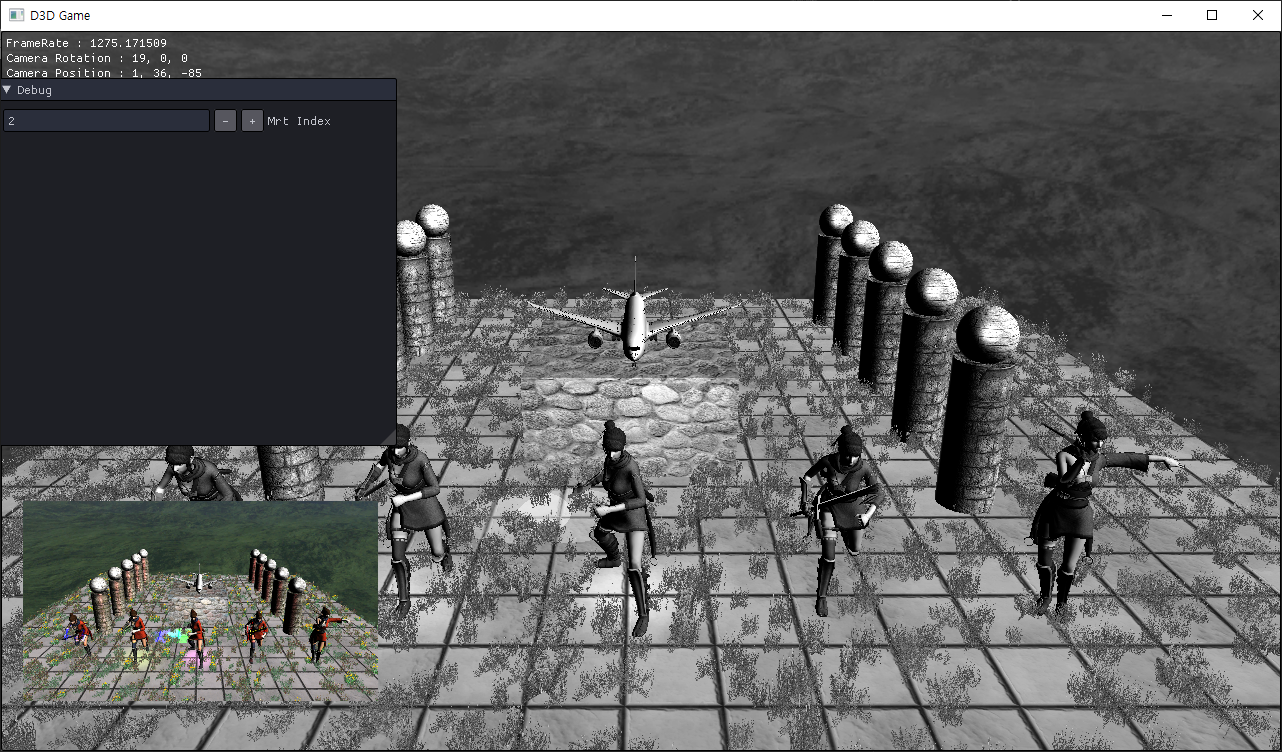 D3D Game
FrameRate : 1275.171509
Camera Rotation : 19, 0, 0
Camera Position : 1, 36, -85
Debug
2 - + Mrt Index